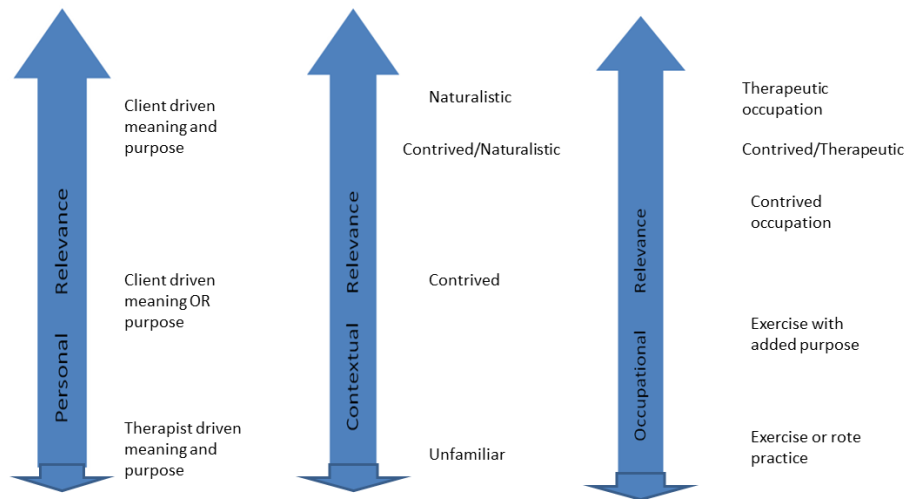 Personal Relevance
Client driven
meaning and
purpose
Client driven
meaning OR
purpose
Therapist driven
meaning and
purpose
Contextual Relevance
Naturalistic
Contrived/Naturalistic
Contrived
Unfamiliar
Occupational Relevance
Therapeutic
occupation
Contrived/Therapeutic
Contrived
occupation
Exercise with
added purpose
Exercise or rote
practice